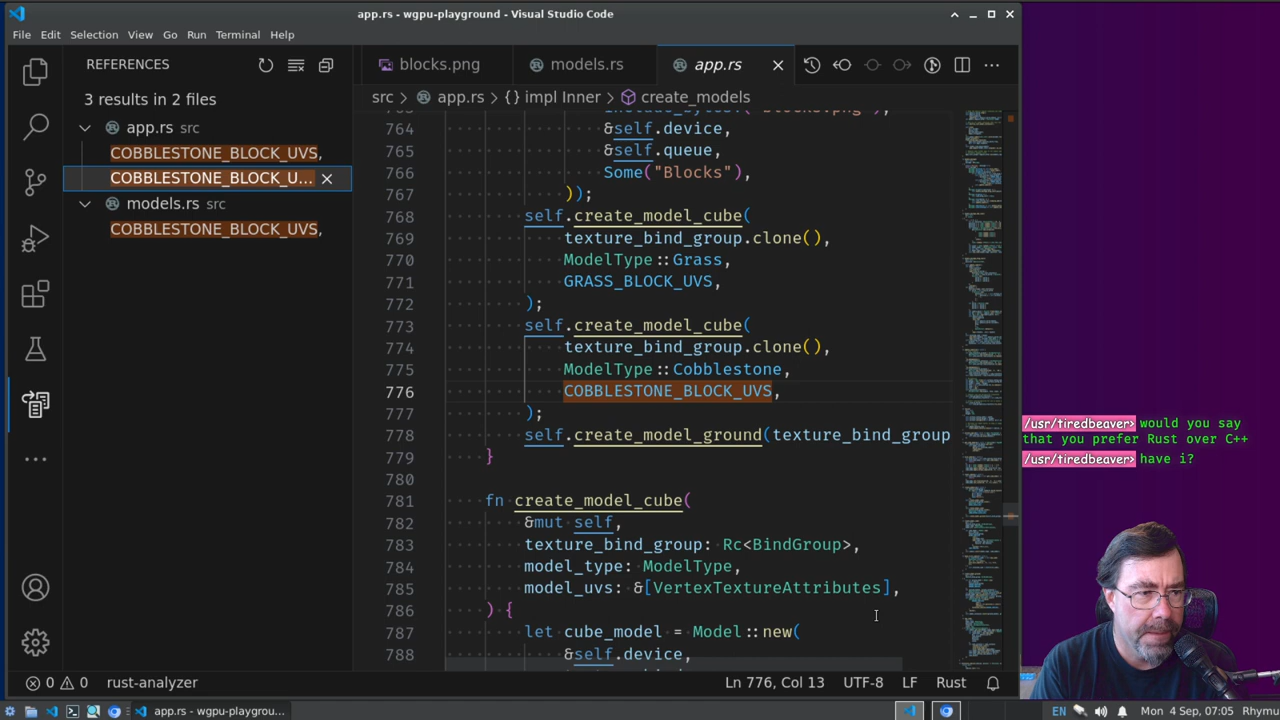 app.rs - wgpu-playground - Visual Studio Code
File Edit Selection View Go Run Terminal Help
REFERENCES
3 results in 2 files
app.rs src
COBBLESTONE_BLOCK_UVS,
COBBLESTONE_BLOCK_U...
models.rs src
COBBLESTONE_BLOCK_UVS,
blocks.png models.rs app.rs
src app.rs {} impl Inner create_models
764 &self.device,
765 &self.queue,
766 Some("Blocks"),
767 ));
768 self.create_model_cube(
769 texture_bind_group.clone(),
770 ModelType::Grass,
771 GRASS_BLOCK_UVS,
772 );
773 self.create_model_cube(
774 texture_bind_group.clone(),
775 ModelType::Cobblestone,
776 COBBLESTONE_BLOCK_UVS,
777 );
778 self.create_model_ground(texture_bind_group
779 }
780
781 fn create_model_cube(
782 &mut self,
783 texture_bind_group: Rc<BindGroup>,
784 model_type: ModelType,
785 model_uvs: &[VertexTextureAttributes],
786 ) {
787 let cube_model = Model::new(
788 &self.device,
0 0 rust-analyzer Ln 776, Col 13 UTF-8 LF Rust
app.rs - wgpu-playgrou...
EN Mon 4 Sep, 07:05 Rhymu
/usr/tiredbeaver> would you say
that you prefer Rust over C++
/usr/tiredbeaver> have i?